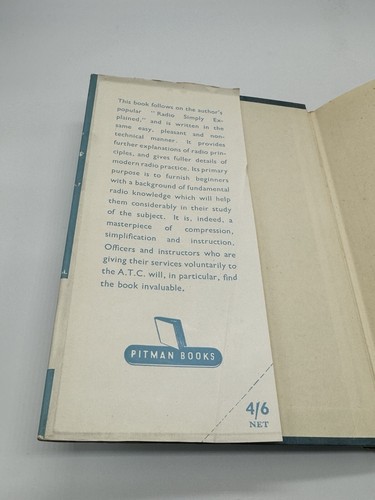 This book follows on the author's
popular "Radio Simply Ex-
plained," and is written in the
same easy, pleasant and non-
technical manner. It provides
further explanations of radio prin-
ciples, and gives fuller details of
modern radio practice. Its primary
purpose is to furnish beginners
with a background of fundamental
radio knowledge which will help
them considerably in their study
of the subject. It is, indeed, a
masterpiece of compression,
simplification and instruction.
Officers and instructors who are
giving their services voluntarily to
the A.T.C. will, in particular, find
the book invaluable.
PITMAN BOOKS
4/6
NET